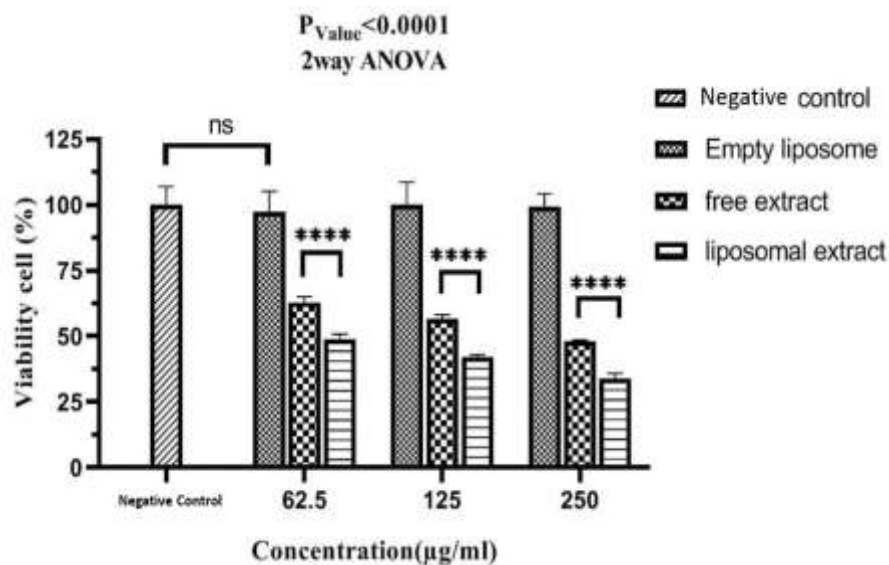 PValue<0.0001
2way ANOVA
Negative control
Empty liposome
free extract
liposomal extract
Viability cell (%)
125
100
75
50
25
0
ns
****
****
****
Negative Control
62.5
125
250
Concentration(µg/ml)